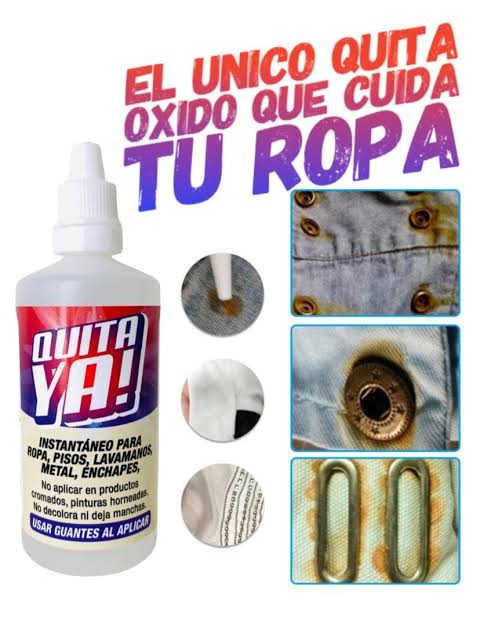 EL UNICO QUITA
OXIDO QUE CUIDA
TU ROPA
QUITA
YA!
INSTANTÁNEO PARA
ROPA, PISOS, LAVAMANOS,
METAL, ENCHAPES,
No aplicar en productos
cromados, pinturas horneadas.
No decolora ni deja manchas.
USAR GUANTES AL APLICAR